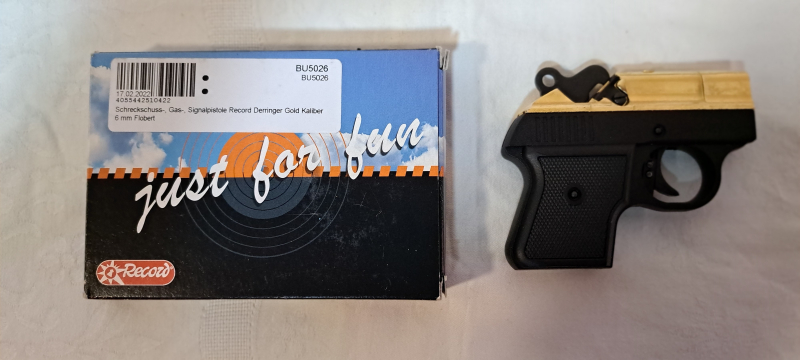 BU5026
BU5026
17.02.2022
4055442510422
Schreckschuss-, Gas-, Signalpistole Record Derringer Gold Kaliber
6 mm Flobert
just for fun
Record